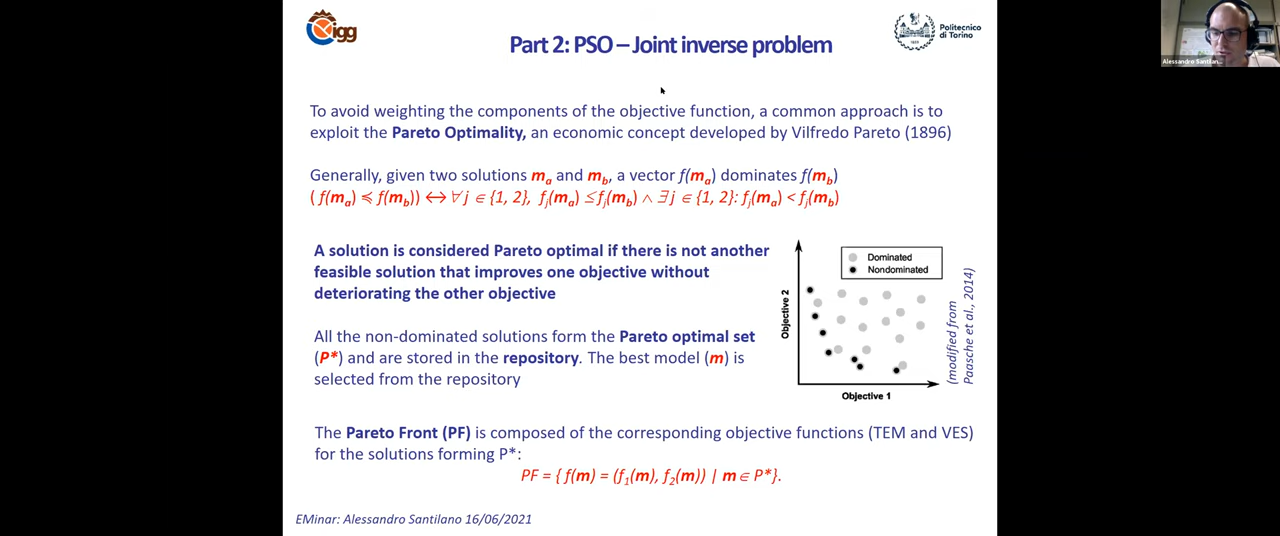 igg
Politecnico
di Torino
Alessandro Santilan...
Part 2: PSO – Joint inverse problem
To avoid weighting the components of the objective function, a common approach is to
exploit the Pareto Optimality, an economic concept developed by Vilfredo Pareto (1896)
Generally, given two solutions mₐ and m_b, a vector f(mₐ) dominates f(m_b)
( f(mₐ) ≼ f(m_b)) ↔ ∀ j ∈ {1, 2}, f_j(mₐ) ≤ f_j(m_b) ∧ ∃ j ∈ {1, 2}: f_j(mₐ) < f_j(m_b)
A solution is considered Pareto optimal if there is not another
feasible solution that improves one objective without
deteriorating the other objective
All the non-dominated solutions form the Pareto optimal set
(P*) and are stored in the repository. The best model (m) is
selected from the repository
Dominated
Nondominated
Objective 2
Objective 1
(modified from
Paasche et al., 2014)
The Pareto Front (PF) is composed of the corresponding objective functions (TEM and VES)
for the solutions forming P*:
PF = { f(m) = (f₁(m), f₂(m)) | m ∈ P*}.
EMinar: Alessandro Santilano 16/06/2021